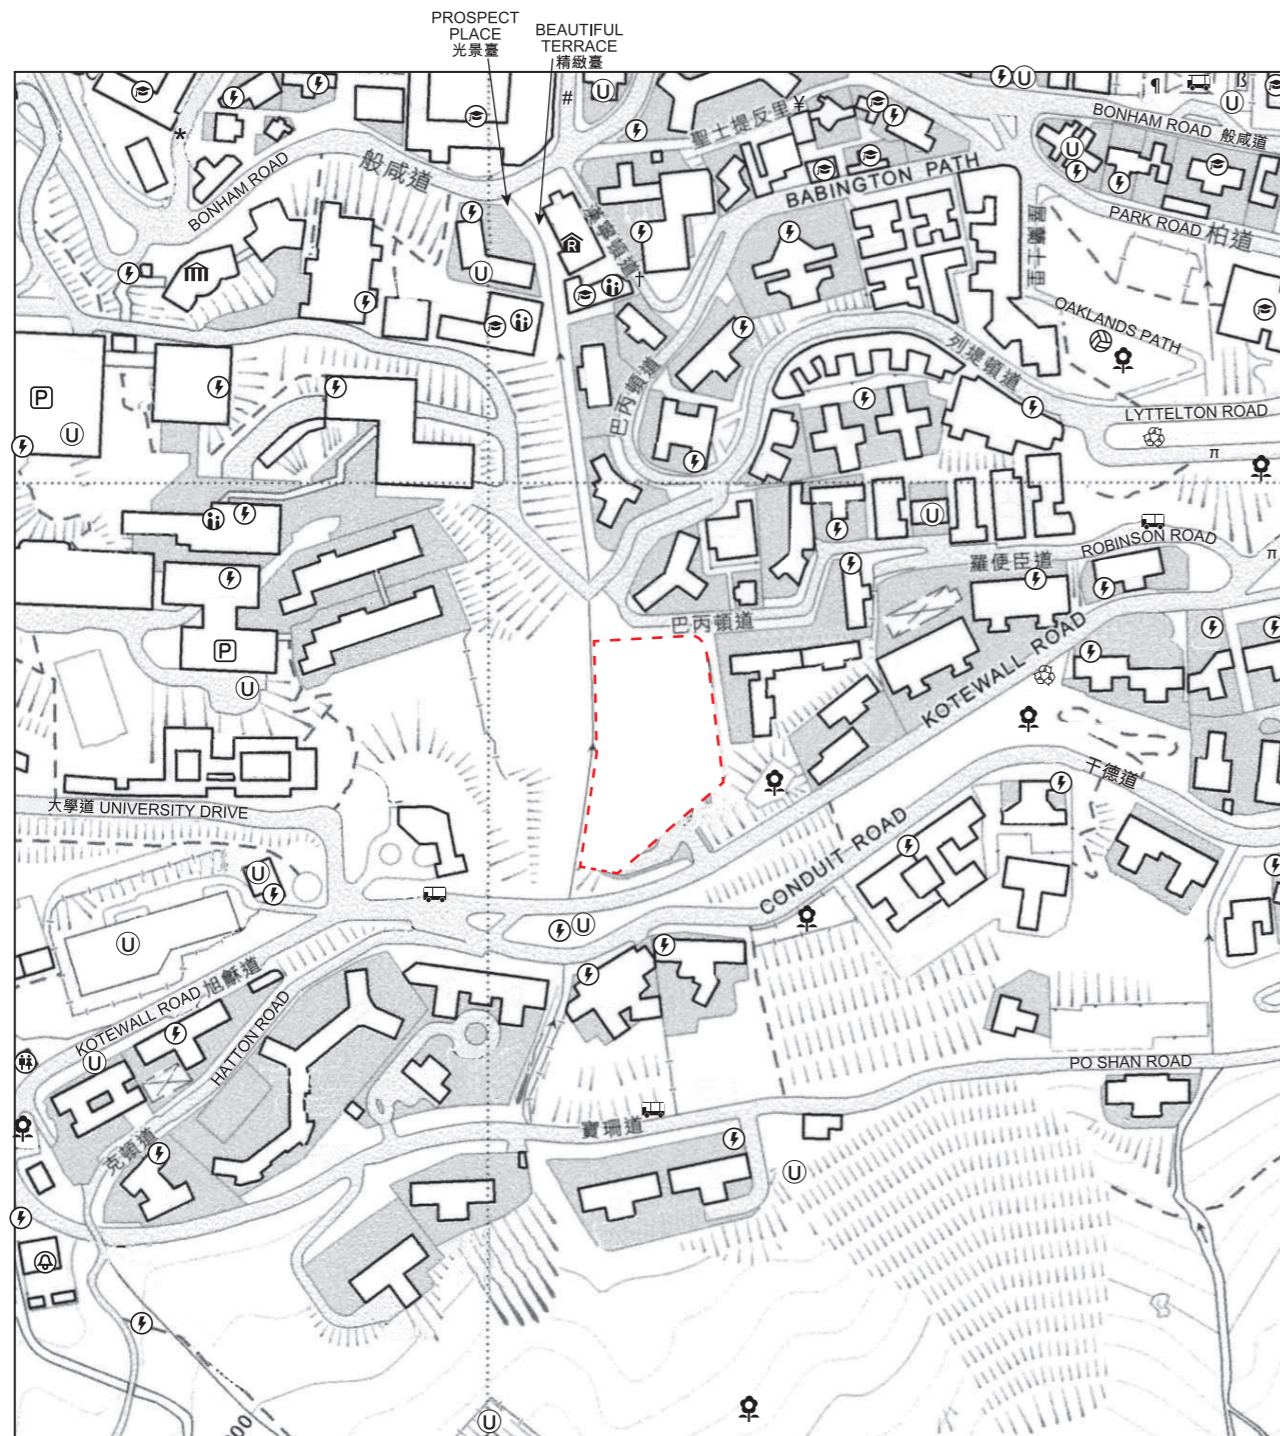 PROSPECT
PLACE
光景臺
BEAUTIFUL
TERRACE
精緻臺
BONHAM ROAD
般咸道
聖士提反里
BONHAM ROAD 般咸道
BABINGTON PATH
PARK ROAD 柏道
OAKLANDS PATH
列堤頓道
LYTTELTON ROAD
巴丙頓道
ROBINSON ROAD
羅便臣道
巴丙頓道
KOTEWALL ROAD
干德道
CONDUIT ROAD
大學道 UNIVERSITY DRIVE
KOTEWALL ROAD 旭龢道
HATTON ROAD
克頓道
PO SHAN ROAD
寶珊道
P
P
R
U
U
U
U
U
U
U
U
U
U
U
U
U
U